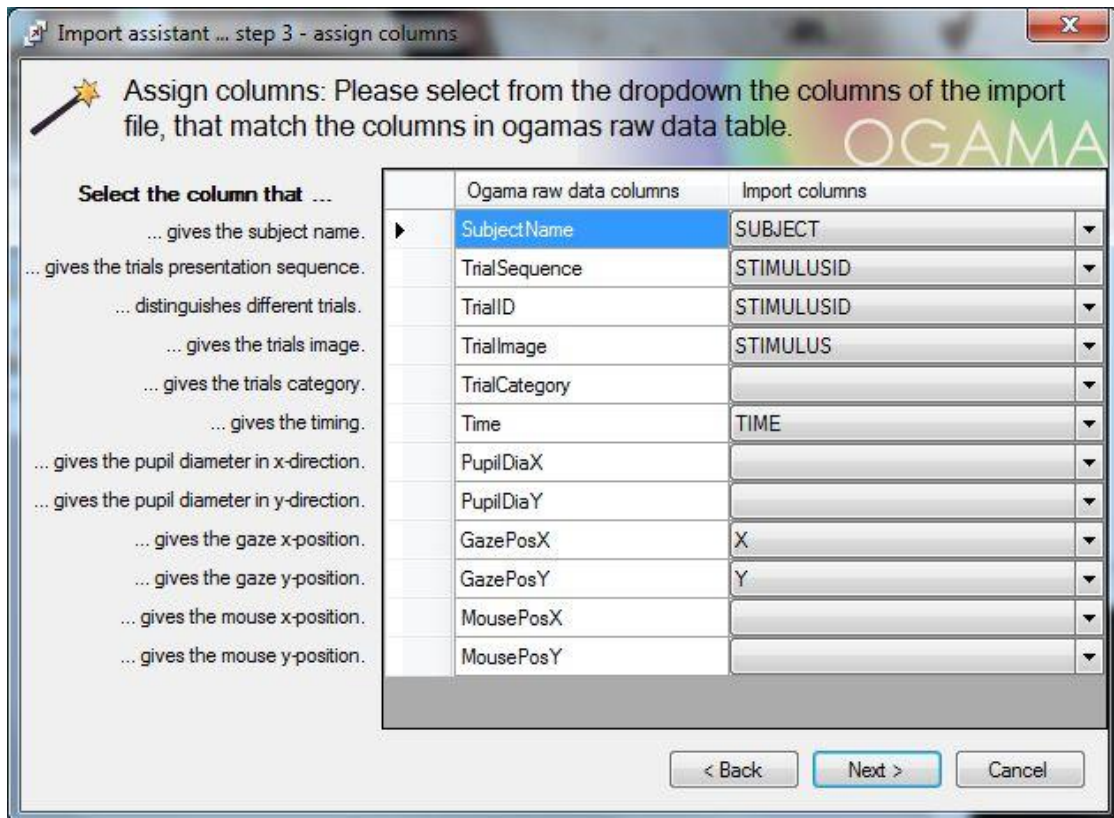 Import assistant ... step 3 - assign columns
Assign columns: Please select from the dropdown the columns of the import
file, that match the columns in ogamas raw data table.
OGAMA
Select the column that ... Ogama raw data columns Import columns
... gives the subject name. SubjectName SUBJECT
... gives the trials presentation sequence. TrialSequence STIMULUSID
... distinguishes different trials. TrialID STIMULUSID
... gives the trials image. TrialImage STIMULUS
... gives the trials category. TrialCategory
... gives the timing. Time TIME
... gives the pupil diameter in x-direction. PupilDiaX
... gives the pupil diameter in y-direction. PupilDiaY
... gives the gaze x-position. GazePosX X
... gives the gaze y-position. GazePosY Y
... gives the mouse x-position. MousePosX
... gives the mouse y-position. MousePosY
< Back Next > Cancel